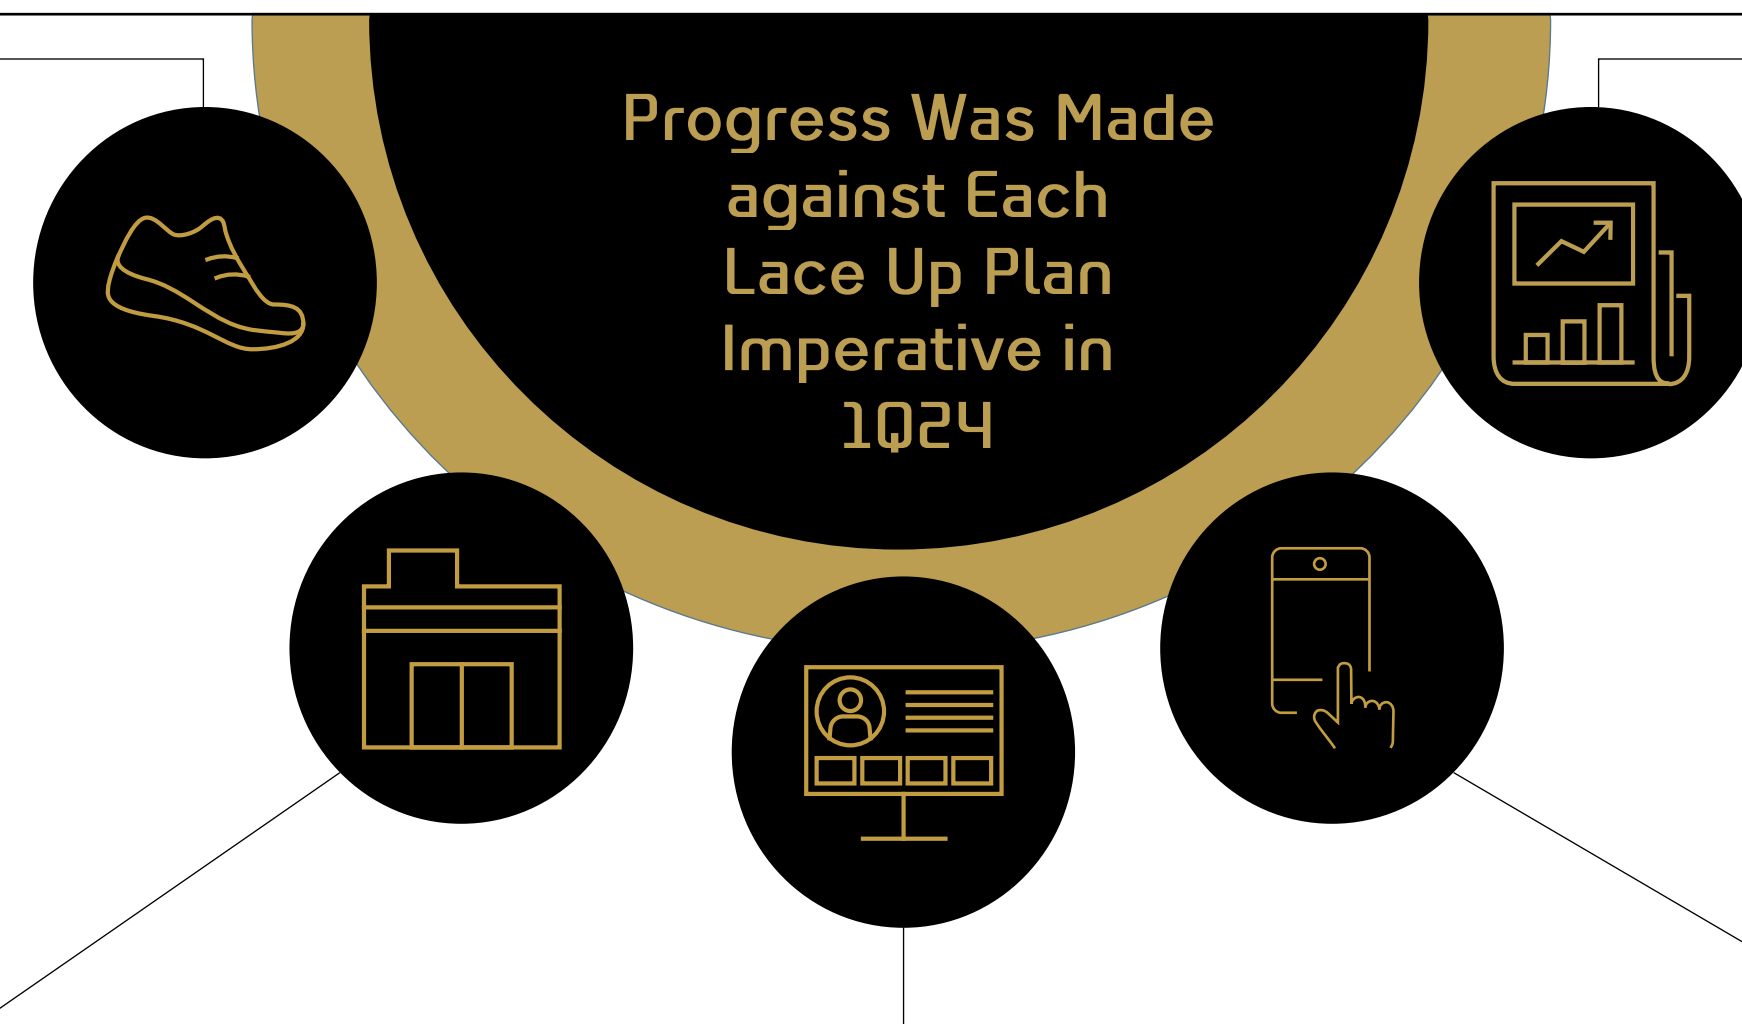 Progress Was Made
against Each
Lace Up Plan
Imperative in
1Q24